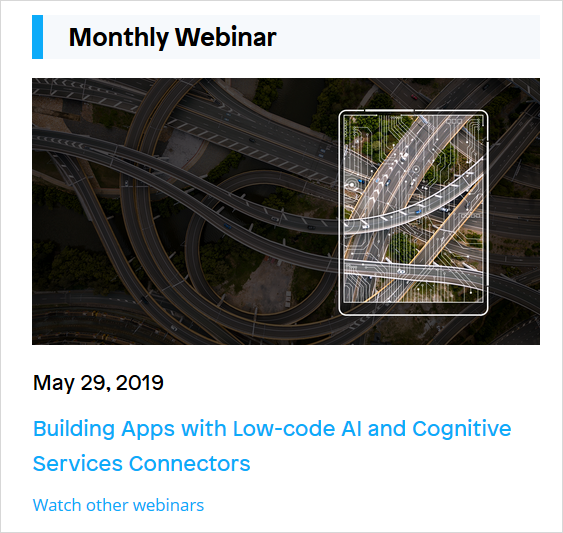 Monthly Webinar
May 29, 2019
Building Apps with Low-code AI and Cognitive
Services Connectors
Watch other webinars